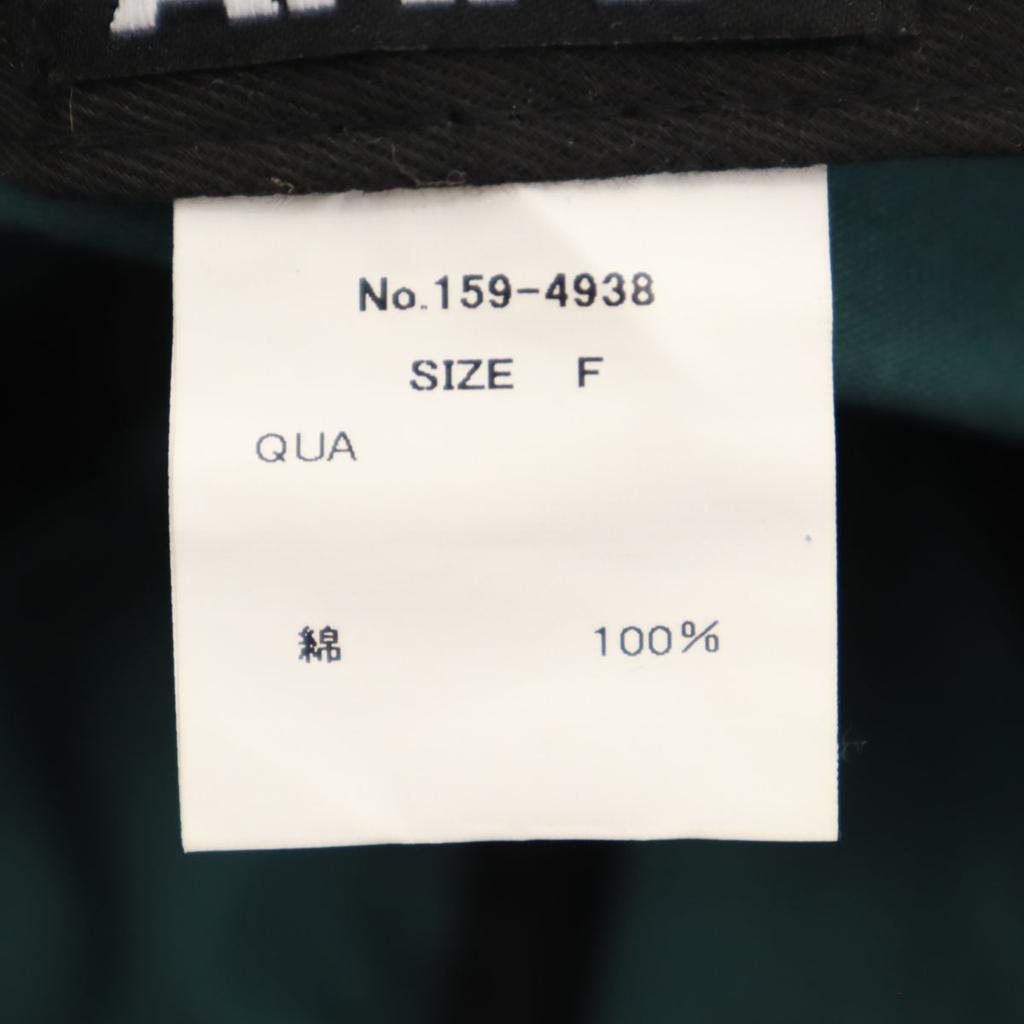 No.159-4938
SIZE F
QUA
綿 100%